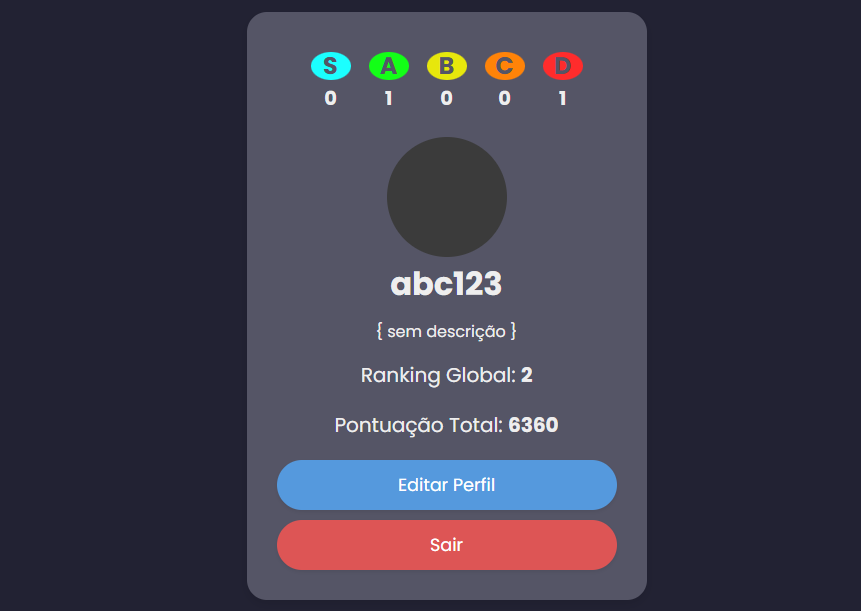 S A B C D
0 1 0 0 1
abc123
{ sem descrição }
Ranking Global: 2
Pontuação Total: 6360
Editar Perfil
Sair